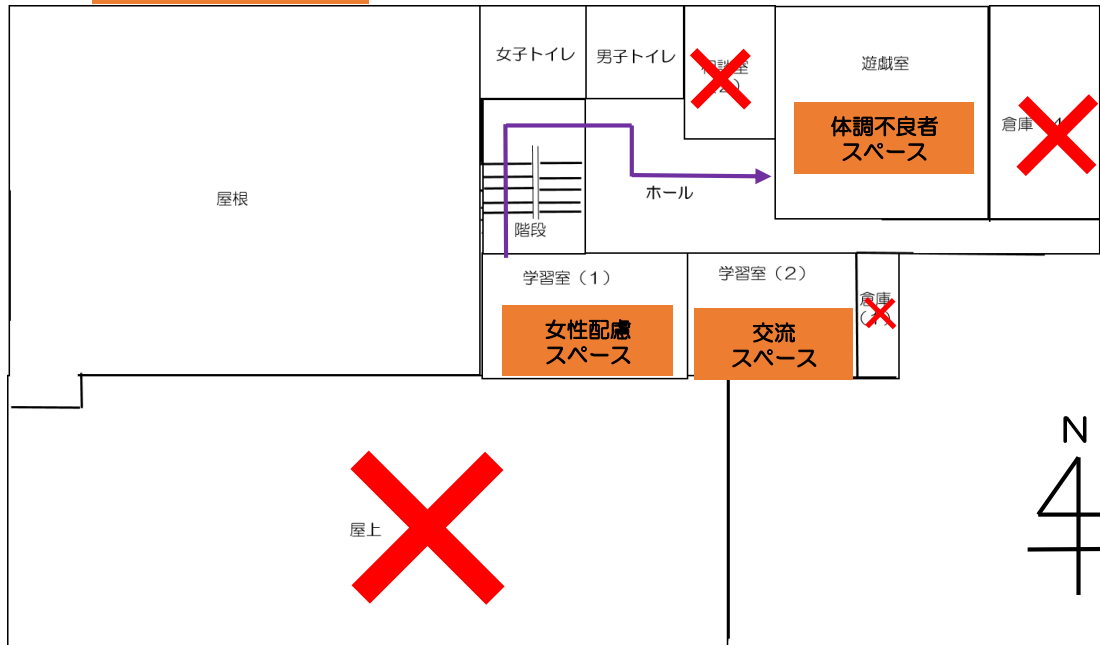 女子トイレ
男子トイレ
遊戯室
体調不良者
スペース
倉庫
屋根
ホール
階段
学習室（1）
学習室（2）
倉庫
女性配慮
スペース
交流
スペース
屋上
N